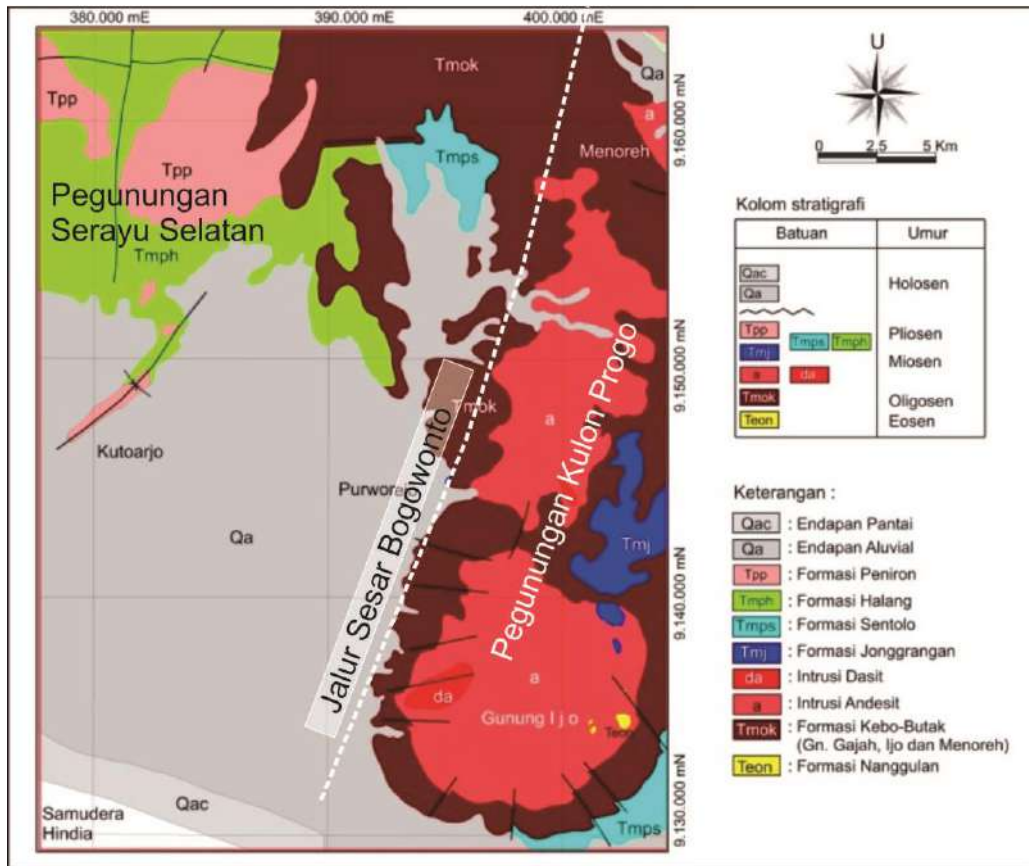 380.000 mE
390.000 mE
400.000 mE
U
Tmok
Qa
a
9.160.000 mN
Tpp
Menoreh
Tmps
Tpp
0 2.5 5 Km
Pegunungan
Serayu Selatan
Tmph
Kolom stratigrafi
Batuan
Umur
Qac
Qa
Holosen
Tpp
Tmps
Tmph
Pliosen
Tmj
Miosen
a
da
Tmok
Oligosen
Teon
Eosen
9.150.000 mN
Tmok
a
Pegunungan Kulon Progo
Jalur Sesar Bogowonto
Kutoarjo
Qa
Tmj
9.140.000 mN
da
a
Gunung Ijo
Teon
Qac
Samudera
Hindia
Tmps
9.130.000 mN
Keterangan :
Qac : Endapan Pantai
Qa : Endapan Aluvial
Tpp : Formasi Peniron
Tmph : Formasi Halang
Tmps : Formasi Sentolo
Tmj : Formasi Jonggrangan
da : Intrusi Dasit
a : Intrusi Andesit
Tmok : Formasi Kebo-Butak
(Gn. Gajah, Ijo dan Menoreh)
Teon : Formasi Nanggulan